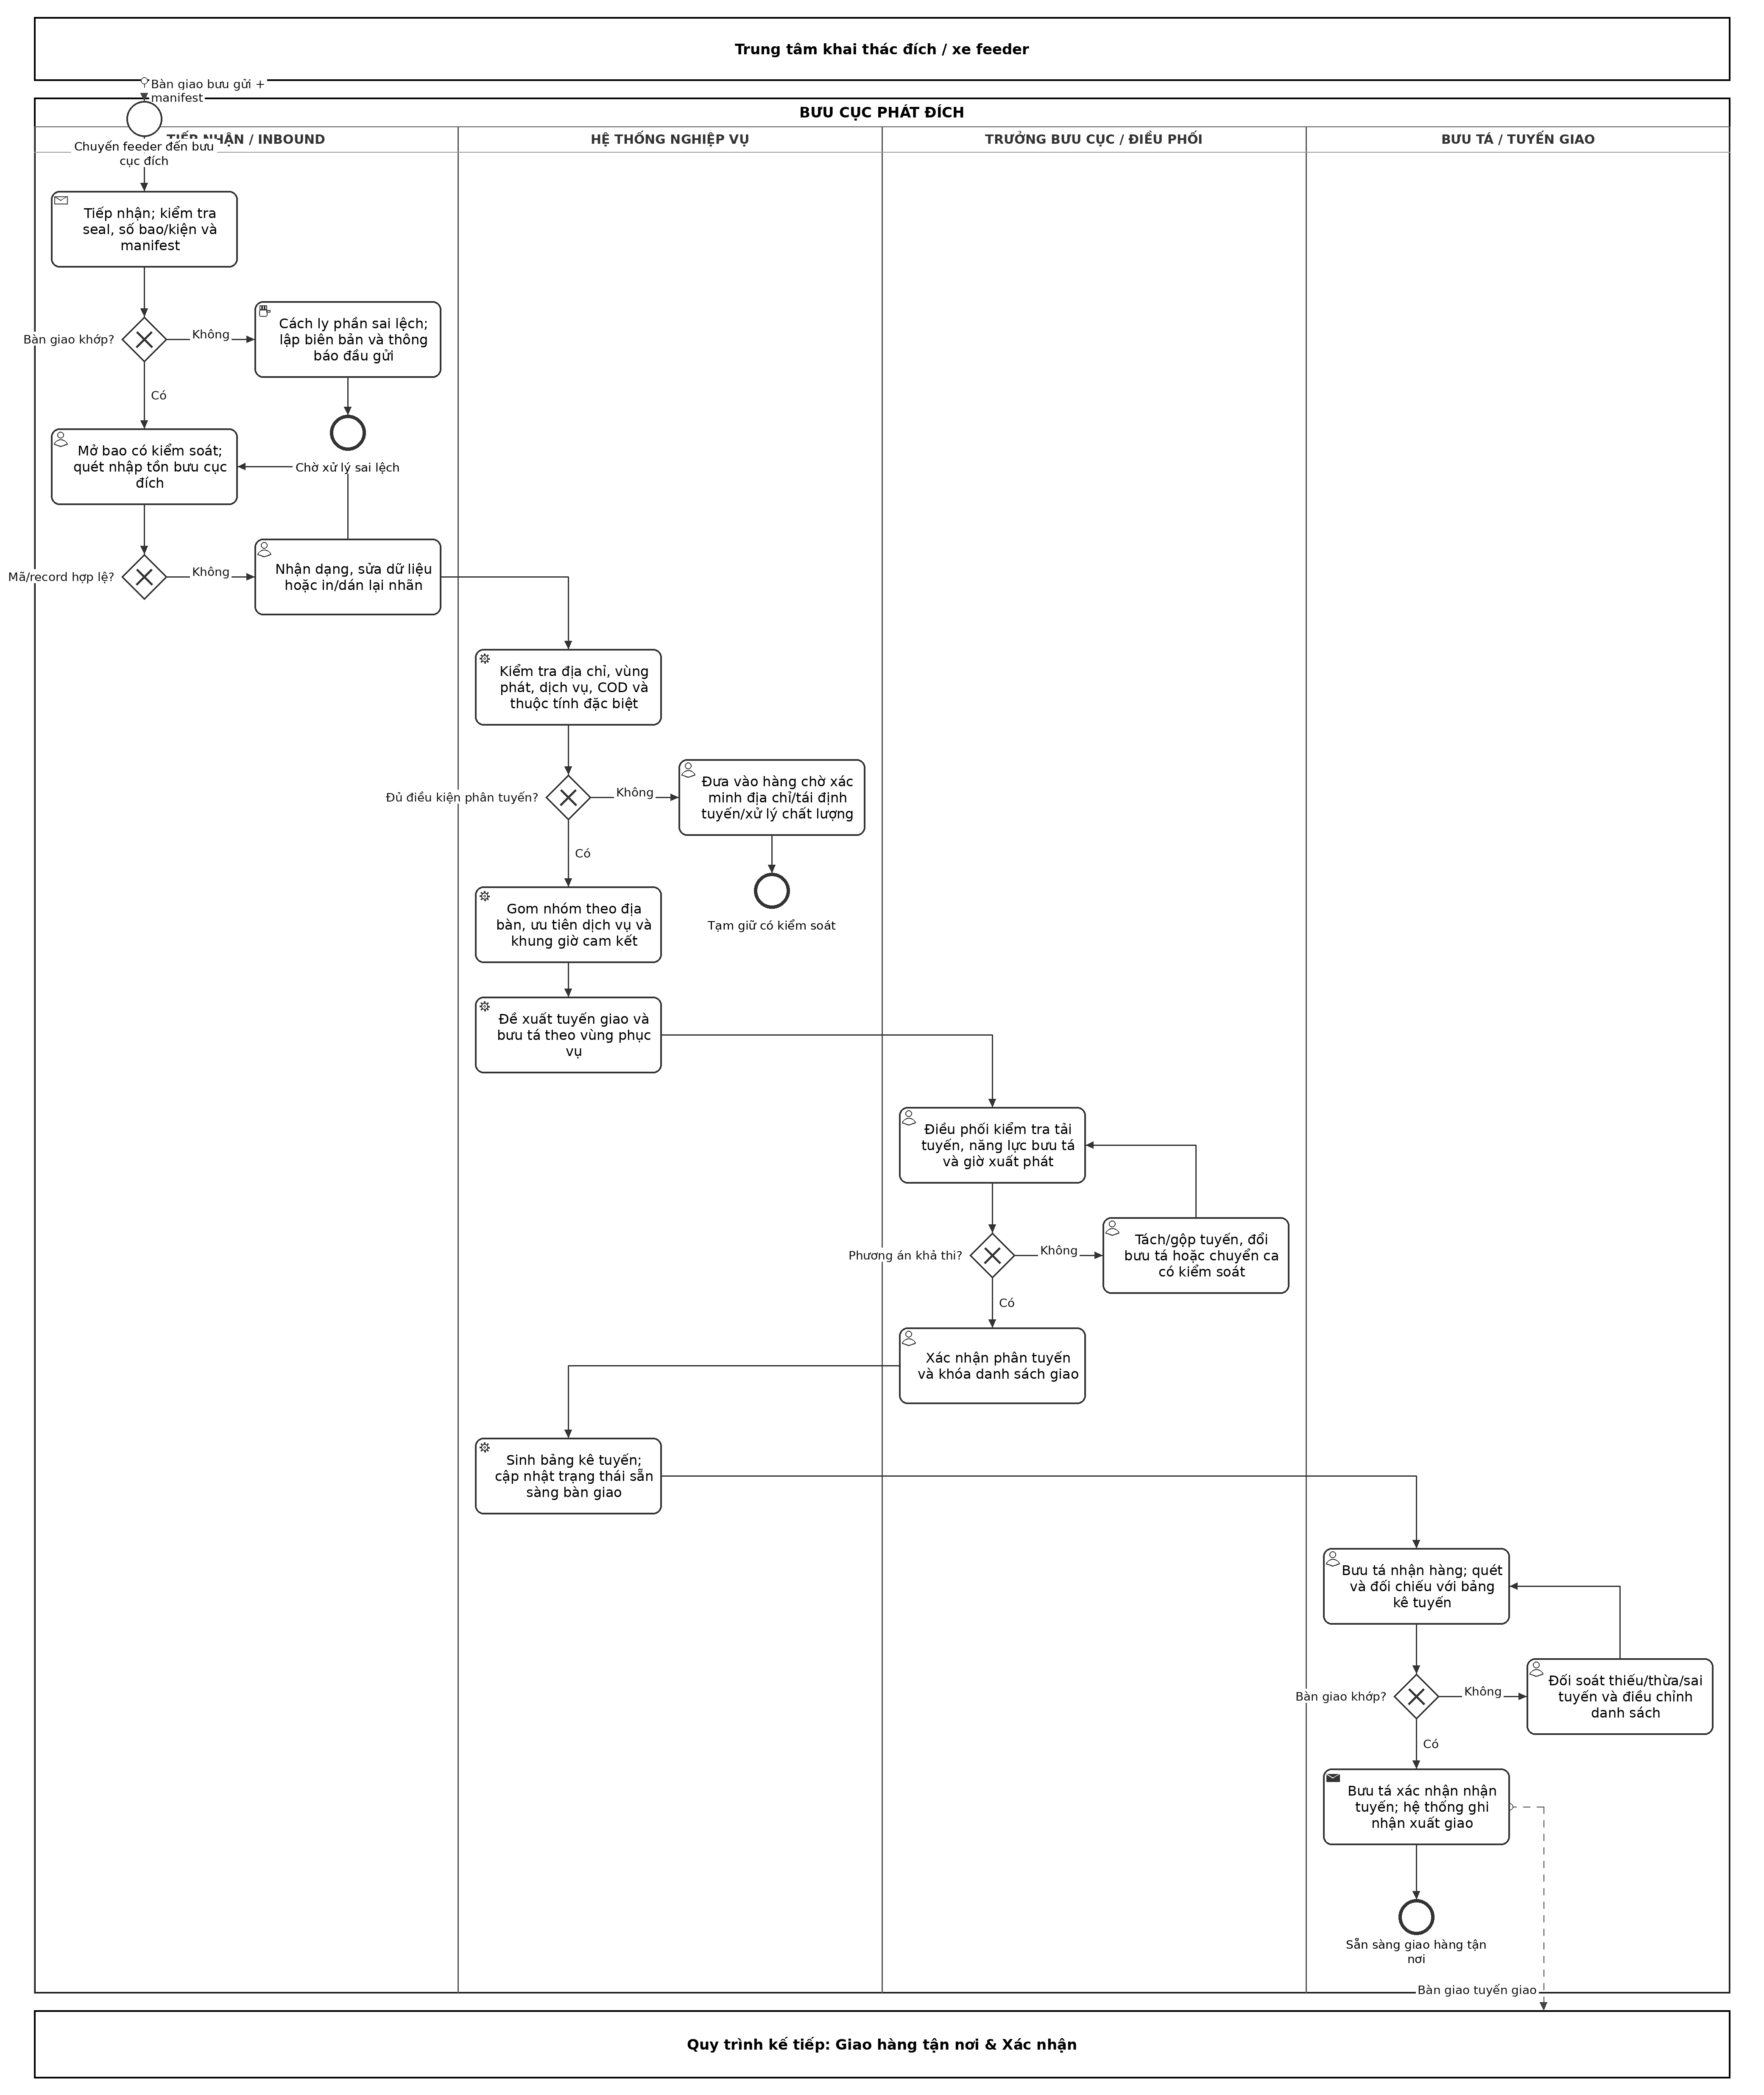 Trung tâm khai thác đích / xe feeder
Bàn giao bưu gửi +
manifest
BƯU CỤC PHÁT ĐÍCH
TIẾP NHẬN / INBOUND
HỆ THỐNG NGHIỆP VỤ
TRƯỞNG BƯU CỤC / ĐIỀU PHỐI
BƯU TÁ / TUYẾN GIAO
Chuyến feeder đến bưu
cục đích
Tiếp nhận; kiểm tra
seal, số bao/kiện và
manifest
Bàn giao khớp?
Không
Cách ly phần sai lệch;
lập biên bản và thông
báo đầu gửi
Có
Mở bao có kiểm soát;
quét nhập tồn bưu cục
đích
Chờ xử lý sai lệch
Mã/record hợp lệ?
Không
Nhận dạng, sửa dữ liệu
hoặc in/dán lại nhãn
Kiểm tra địa chỉ, vùng
phát, dịch vụ, COD và
thuộc tính đặc biệt
Đủ điều kiện phân tuyến?
Không
Đưa vào hàng chờ xác
minh địa chỉ/tái định
tuyến/xử lý chất lượng
Có
Gom nhóm theo địa
bàn, ưu tiên dịch vụ và
khung giờ cam kết
Tạm giữ có kiểm soát
Đề xuất tuyến giao và
bưu tá theo vùng phục
vụ
Điều phối kiểm tra tải
tuyến, năng lực bưu tá
và giờ xuất phát
Phương án khả thi?
Không
Tách/gộp tuyến, đổi
bưu tá hoặc chuyển ca
có kiểm soát
Có
Xác nhận phân tuyến
và khóa danh sách giao
Sinh bảng kê tuyến;
cập nhật trạng thái sẵn
sàng bàn giao
Bưu tá nhận hàng; quét
và đối chiếu với bảng
kê tuyến
Bàn giao khớp?
Không
Đối soát thiếu/thừa/sai
tuyến và điều chỉnh
danh sách
Có
Bưu tá xác nhận nhận
tuyến; hệ thống ghi
nhận xuất giao
Sẵn sàng giao hàng tận
nơi
Bàn giao tuyến giao
Quy trình kế tiếp: Giao hàng tận nơi & Xác nhận